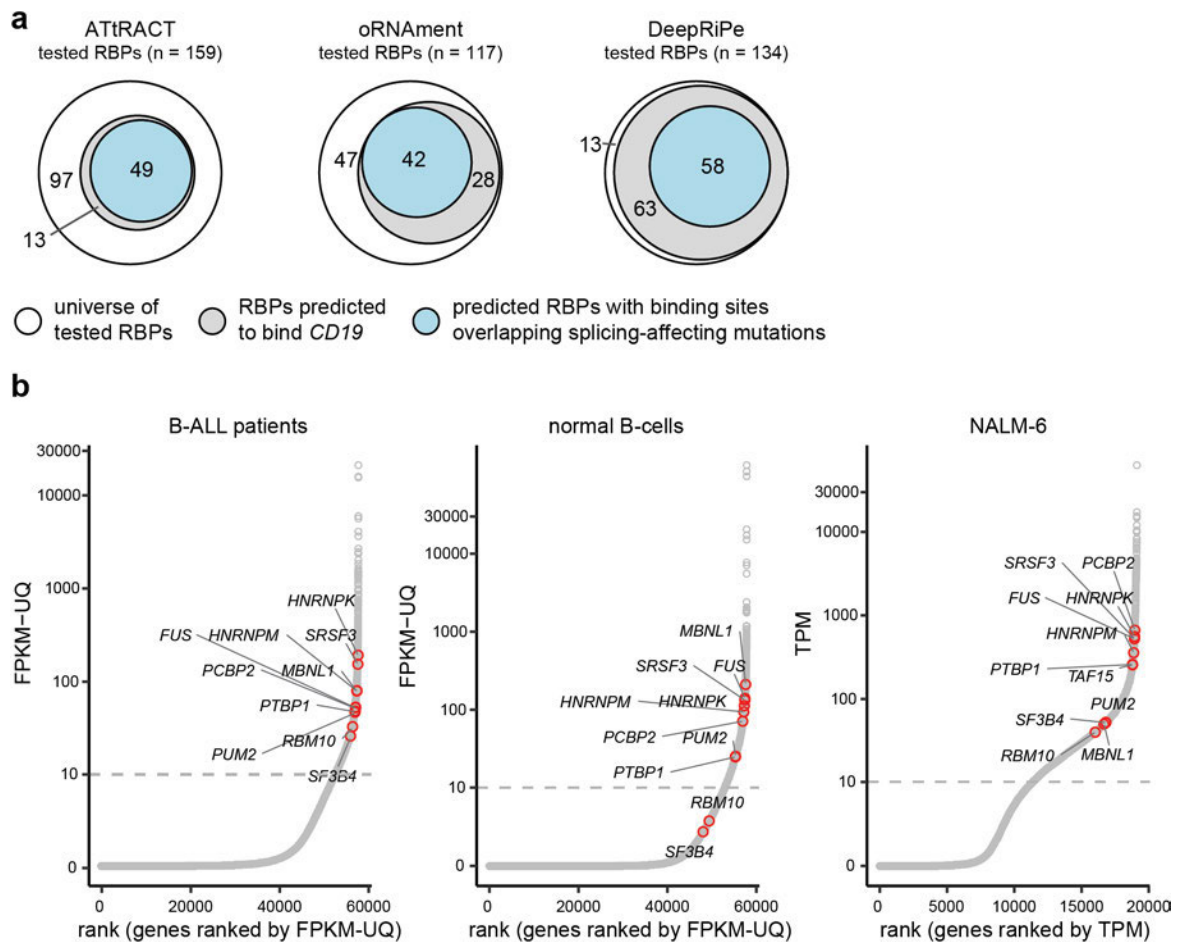 a
ATtRACT
tested RBPs (n = 159)
oRNAment
tested RBPs (n = 117)
DeepRiPe
tested RBPs (n = 134)
97
49
13
47
42
28
13
58
63
universe of
tested RBPs
RBPs predicted
to bind CD19
predicted RBPs with binding sites
overlapping splicing-affecting mutations
b
B-ALL patients
FPKM-UQ
30000
10000
1000
100
10
0
HNRNPK
FUS
HNRNPM
SRSF3
PCBP2
MBNL1
PTBP1
PUM2
RBM10
SF3B4
0
20000
40000
60000
rank (genes ranked by FPKM-UQ)
normal B-cells
FPKM-UQ
30000
10000
1000
100
10
0
MBNL1
SRSF3
FUS
HNRNPM
HNRNPK
PCBP2
PUM2
PTBP1
RBM10
SF3B4
0
20000
40000
60000
rank (genes ranked by FPKM-UQ)
NALM-6
TPM
30000
10000
1000
100
10
0
SRSF3
PCBP2
FUS
HNRNPK
HNRNPM
PTBP1
TAF15
PUM2
SF3B4
RBM10
MBNL1
0
5000
10000
15000
20000
rank (genes ranked by TPM)